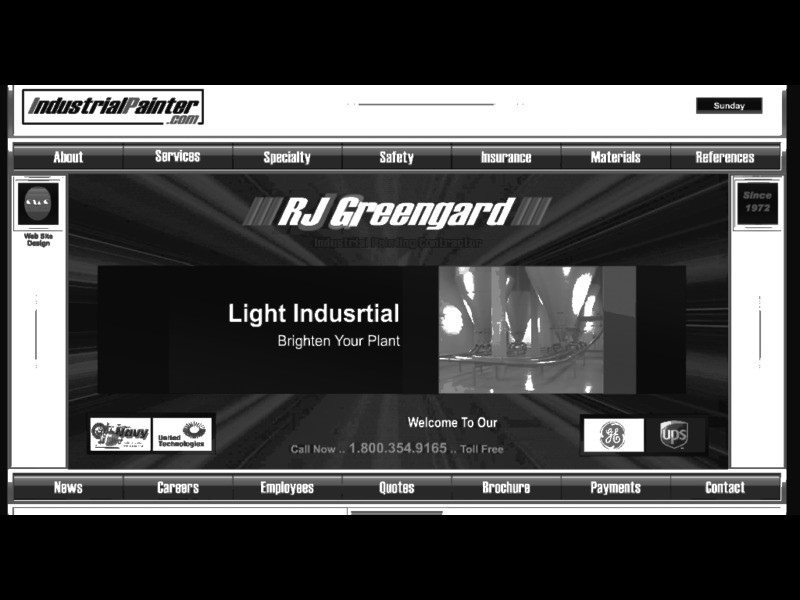 IndustrialPainter
.com
Sunday
About Services Specialty Safety Insurance Materials References
Since
1972
Web Site
Design
RJ Greengard
Industrial Painting Contractor
Light Indusrtial
Brighten Your Plant
Welcome To Our
Navy
United
Technologies
GE
ups
Call Now .. 1.800.354.9165 .. Toll Free
News Careers Employees Quotes Brochure Payments Contact